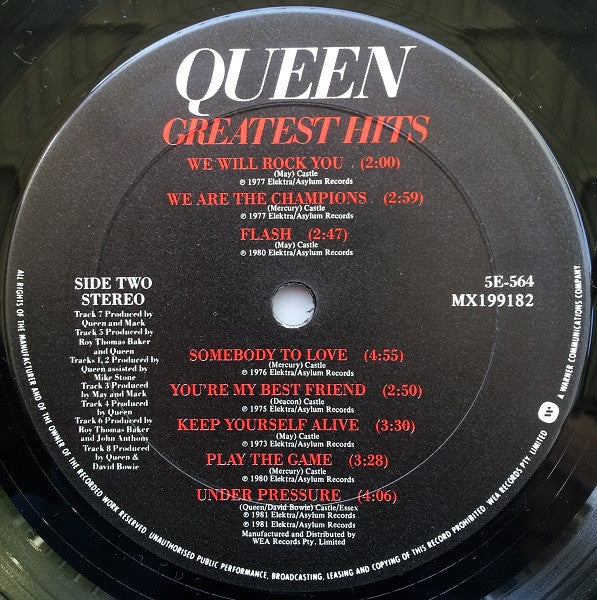 QUEEN
GREATEST HITS
WE WILL ROCK YOU (2:00)
(May) Castle
℗ 1977 Elektra/Asylum Records
WE ARE THE CHAMPIONS (2:59)
(Mercury) Castle
℗ 1977 Elektra/Asylum Records
FLASH (2:47)
(May) Castle
℗ 1980 Elektra/Asylum Records
SIDE TWO
STEREO
Track 7 Produced by
Queen and Mack
Track 5 Produced by
Roy Thomas Baker
and Queen
Tracks 1, 2 Produced by
Queen assisted by
Mike Stone
Track 3 Produced
by May and Mack
Track 4 Produced
by Queen
Track 6 Produced by
Roy Thomas Baker
and John Anthony
Track 8 Produced
by Queen &
David Bowie
5E-564
MX199182
SOMEBODY TO LOVE (4:55)
(Mercury) Castle
℗ 1976 Elektra/Asylum Records
YOU'RE MY BEST FRIEND (2:50)
(Deacon) Castle
℗ 1975 Elektra/Asylum Records
KEEP YOURSELF ALIVE (3:30)
(May) Castle
℗ 1973 Elektra/Asylum Records
PLAY THE GAME (3:28)
(Mercury) Castle
℗ 1980 Elektra/Asylum Records
UNDER PRESSURE (4:06)
(Queen/David Bowie) Castle/Essex
℗ 1981 Elektra/Asylum Records
℗ 1981 Elektra/Asylum Records
Manufactured and Distributed by
WEA Records Pty. Limited
ALL RIGHTS OF THE MANUFACTURER AND OF THE OWNER OF THE RECORDED WORK RESERVED. UNAUTHORISED PUBLIC PERFORMANCE, BROADCASTING, LEASING AND COPYING OF THIS RECORD PROHIBITED. WEA RECORDS PTY. LIMITED A WARNER COMMUNICATIONS COMPANY